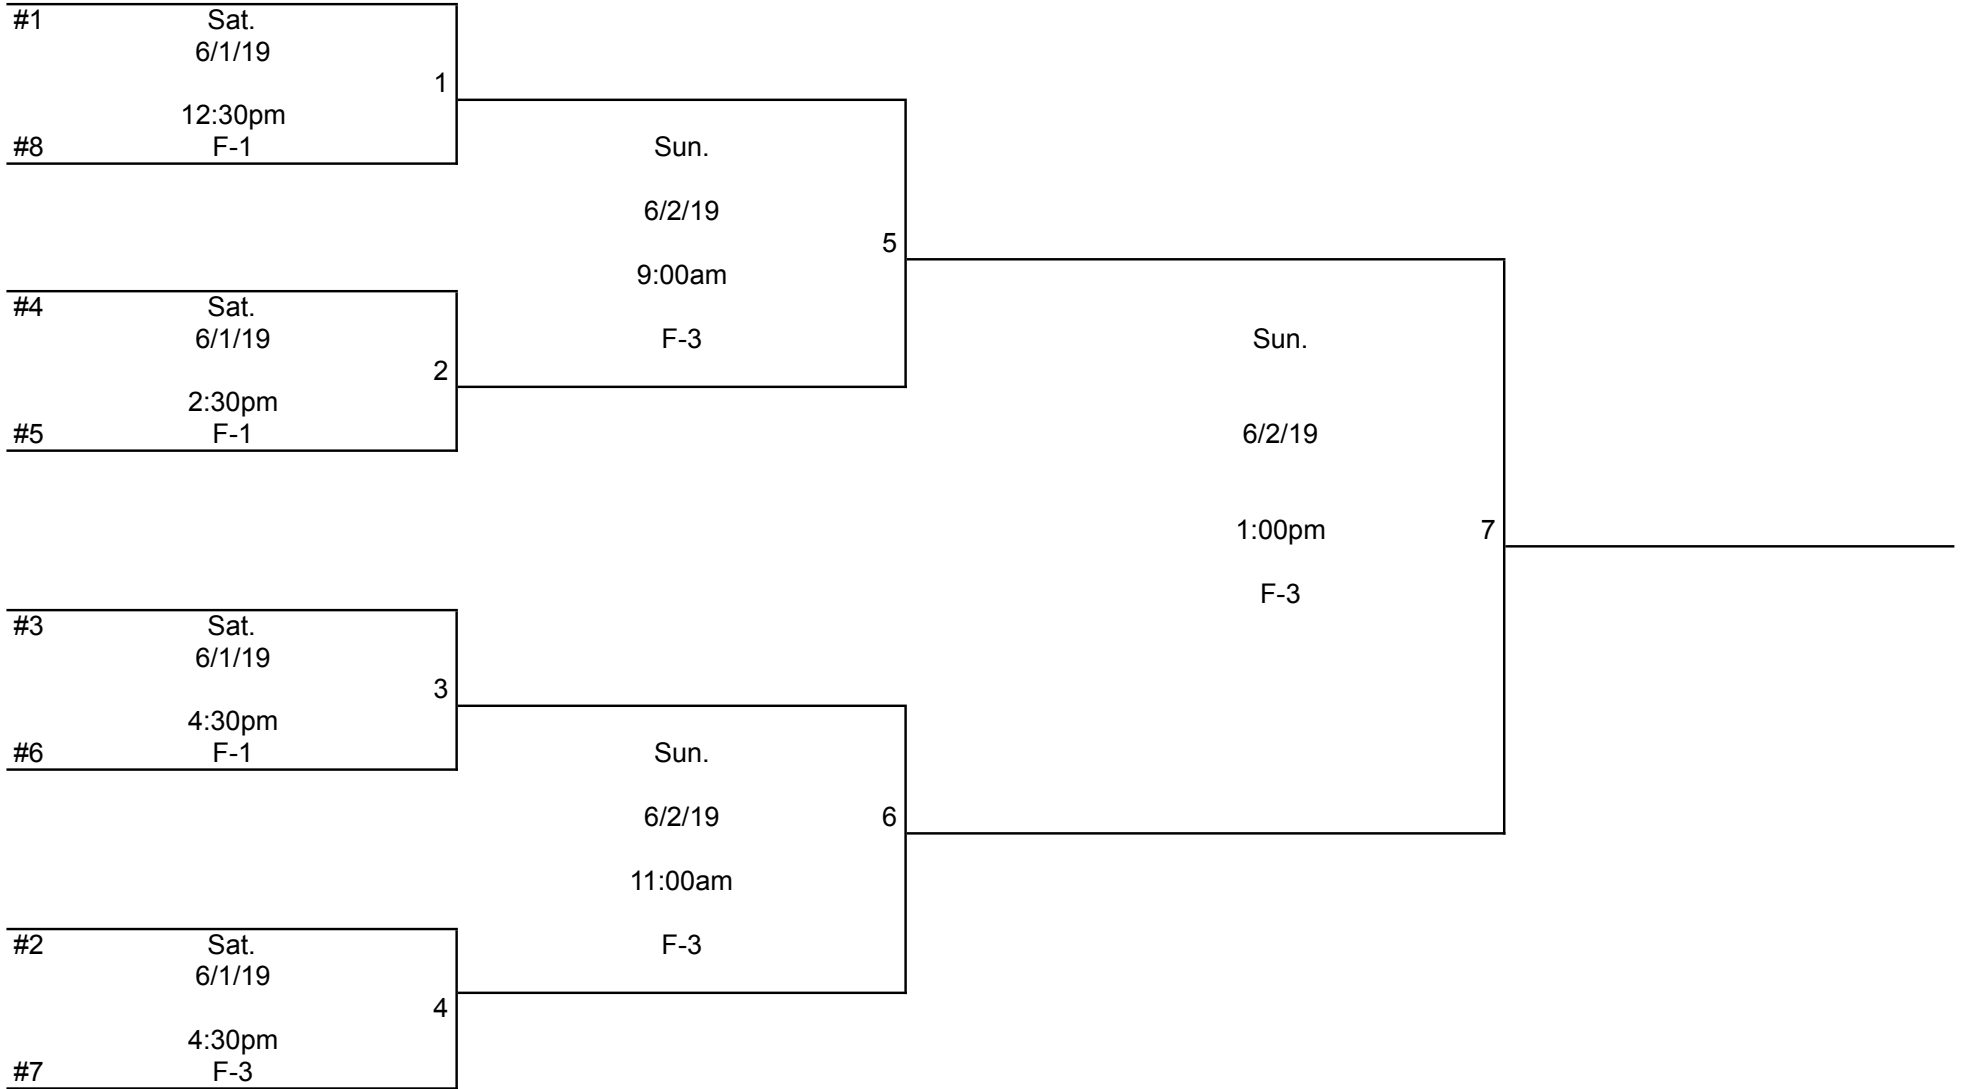 #1 Sat.
6/1/19
1
12:30pm
#8 F-1
Sun.
6/2/19
5
9:00am
F-3
#4 Sat.
6/1/19
2
2:30pm
#5 F-1
Sun.
6/2/19
1:00pm 7
F-3
#3 Sat.
6/1/19
3
4:30pm
#6 F-1
Sun.
6/2/19 6
11:00am
F-3
#2 Sat.
6/1/19
4
4:30pm
#7 F-3